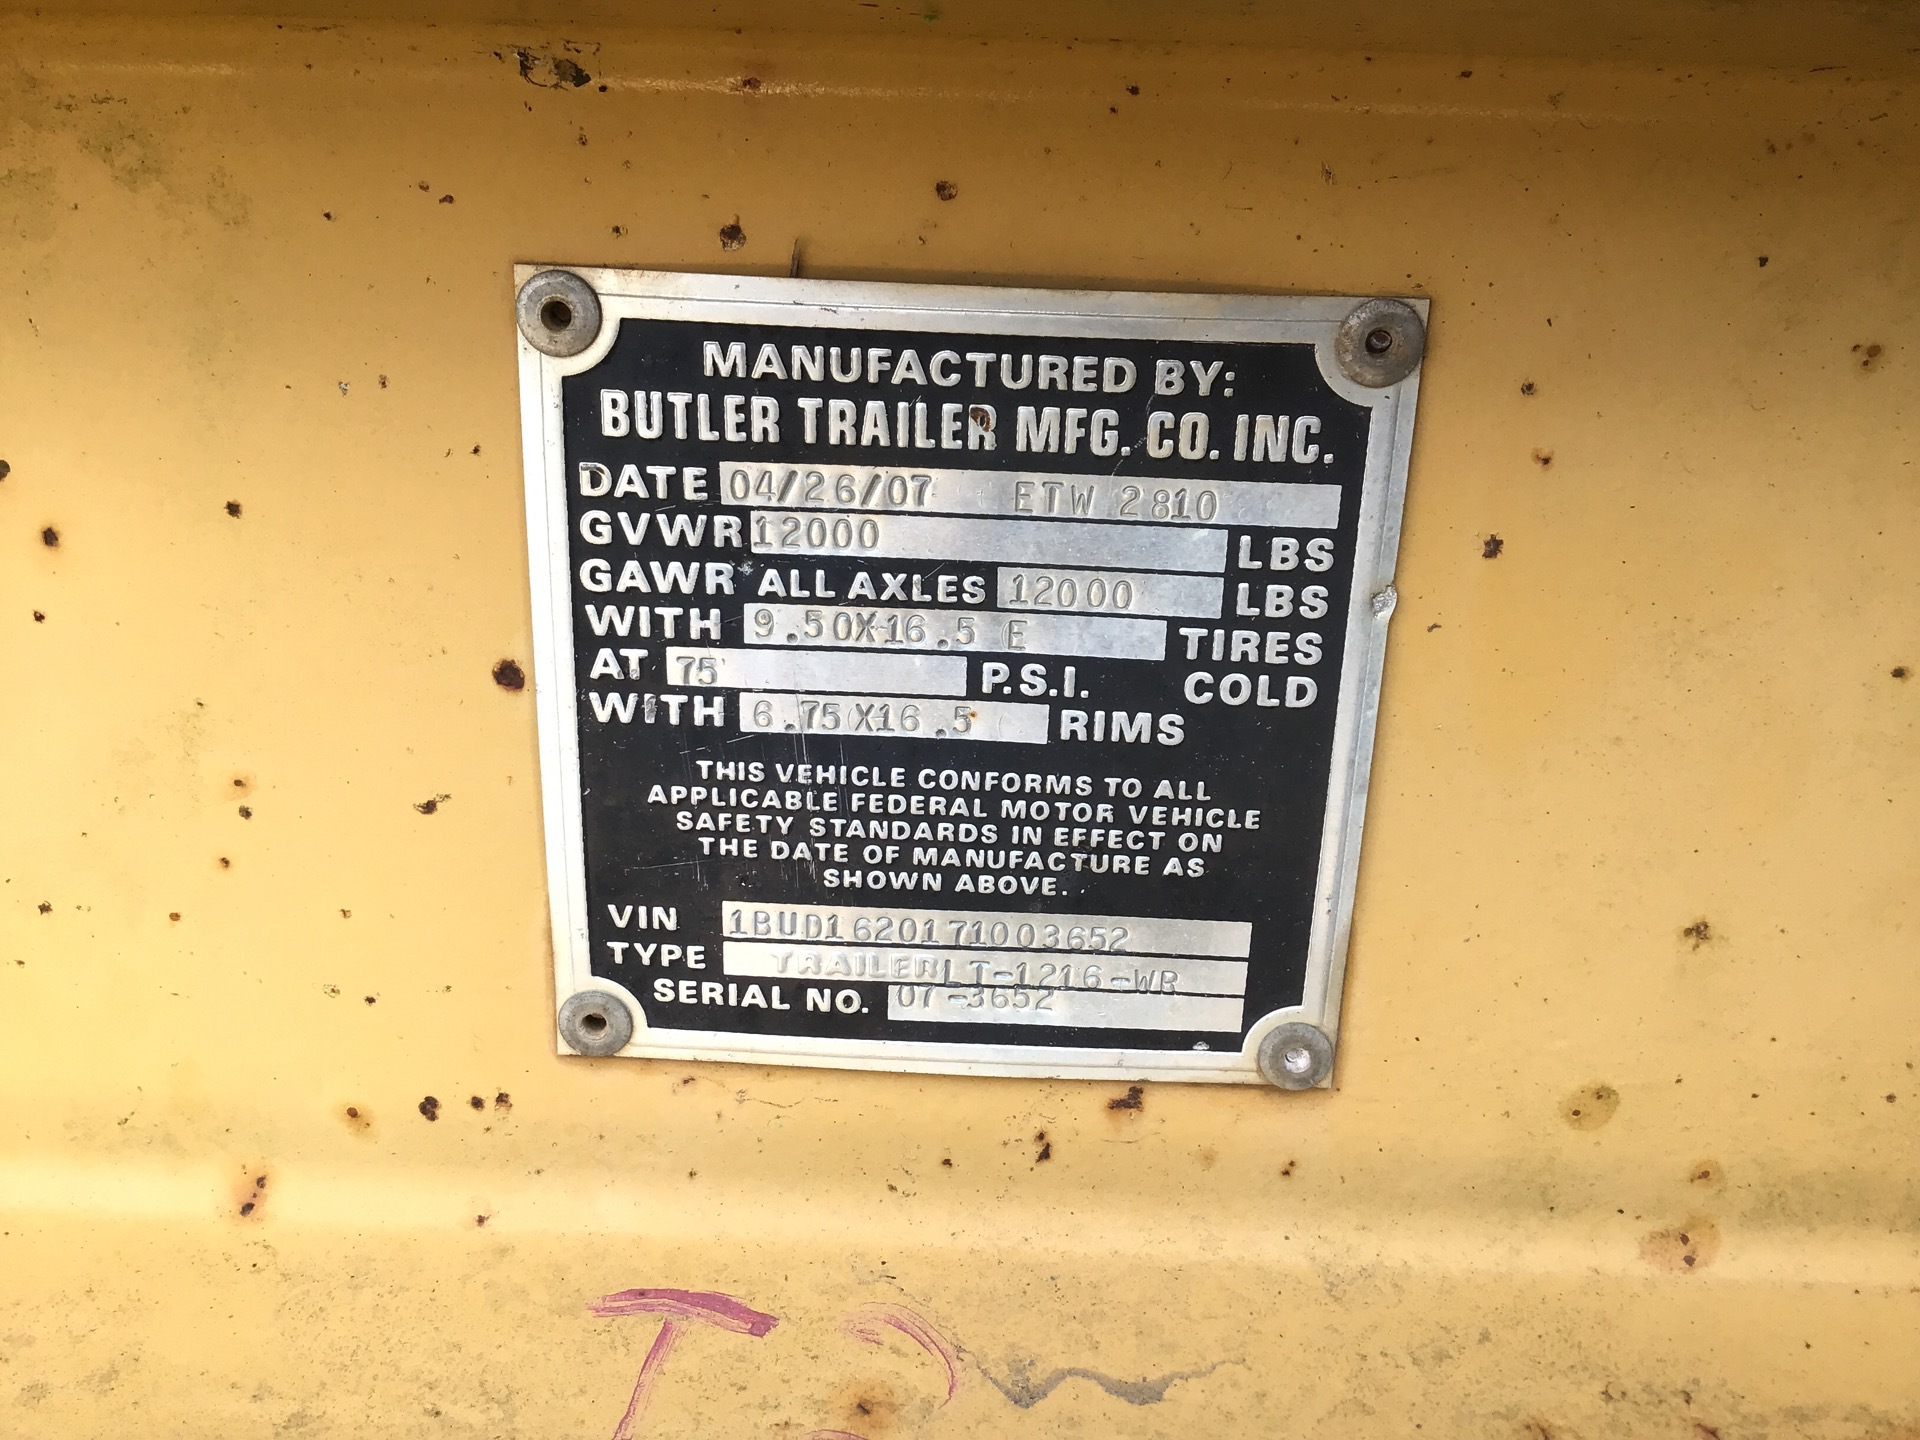 MANUFACTURED BY:
BUTLER TRAILER MFG. CO. INC.
DATE 04/26/07 ETW 2810
GVWR 12000 LBS
GAWR ALL AXLES 12000 LBS
WITH 9.50X16.5 E TIRES
AT 75 P.S.I. COLD
WITH 6.75X16.5 RIMS
THIS VEHICLE CONFORMS TO ALL
APPLICABLE FEDERAL MOTOR VEHICLE
SAFETY STANDARDS IN EFFECT ON
THE DATE OF MANUFACTURE AS
SHOWN ABOVE.
VIN 1BUD1620171003652
TYPE TRAILERLT-1216-WR
SERIAL NO. 07-3652